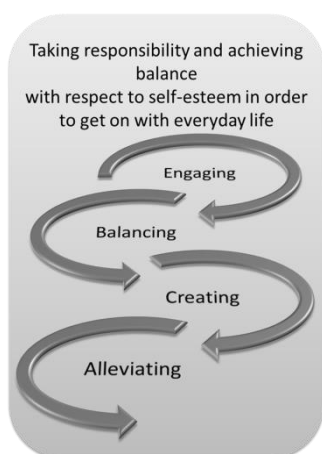 Taking responsibility and achieving
balance
with respect to self-esteem in order
to get on with everyday life
Engaging
Balancing
Creating
Alleviating